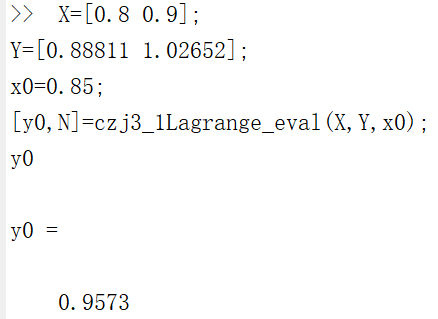 >> X=[0.8 0.9];
Y=[0.88811 1.02652];
x0=0.85;
[y0,N]=czj3_1Lagrange_eval(X,Y,x0);
y0
y0 =
0.9573